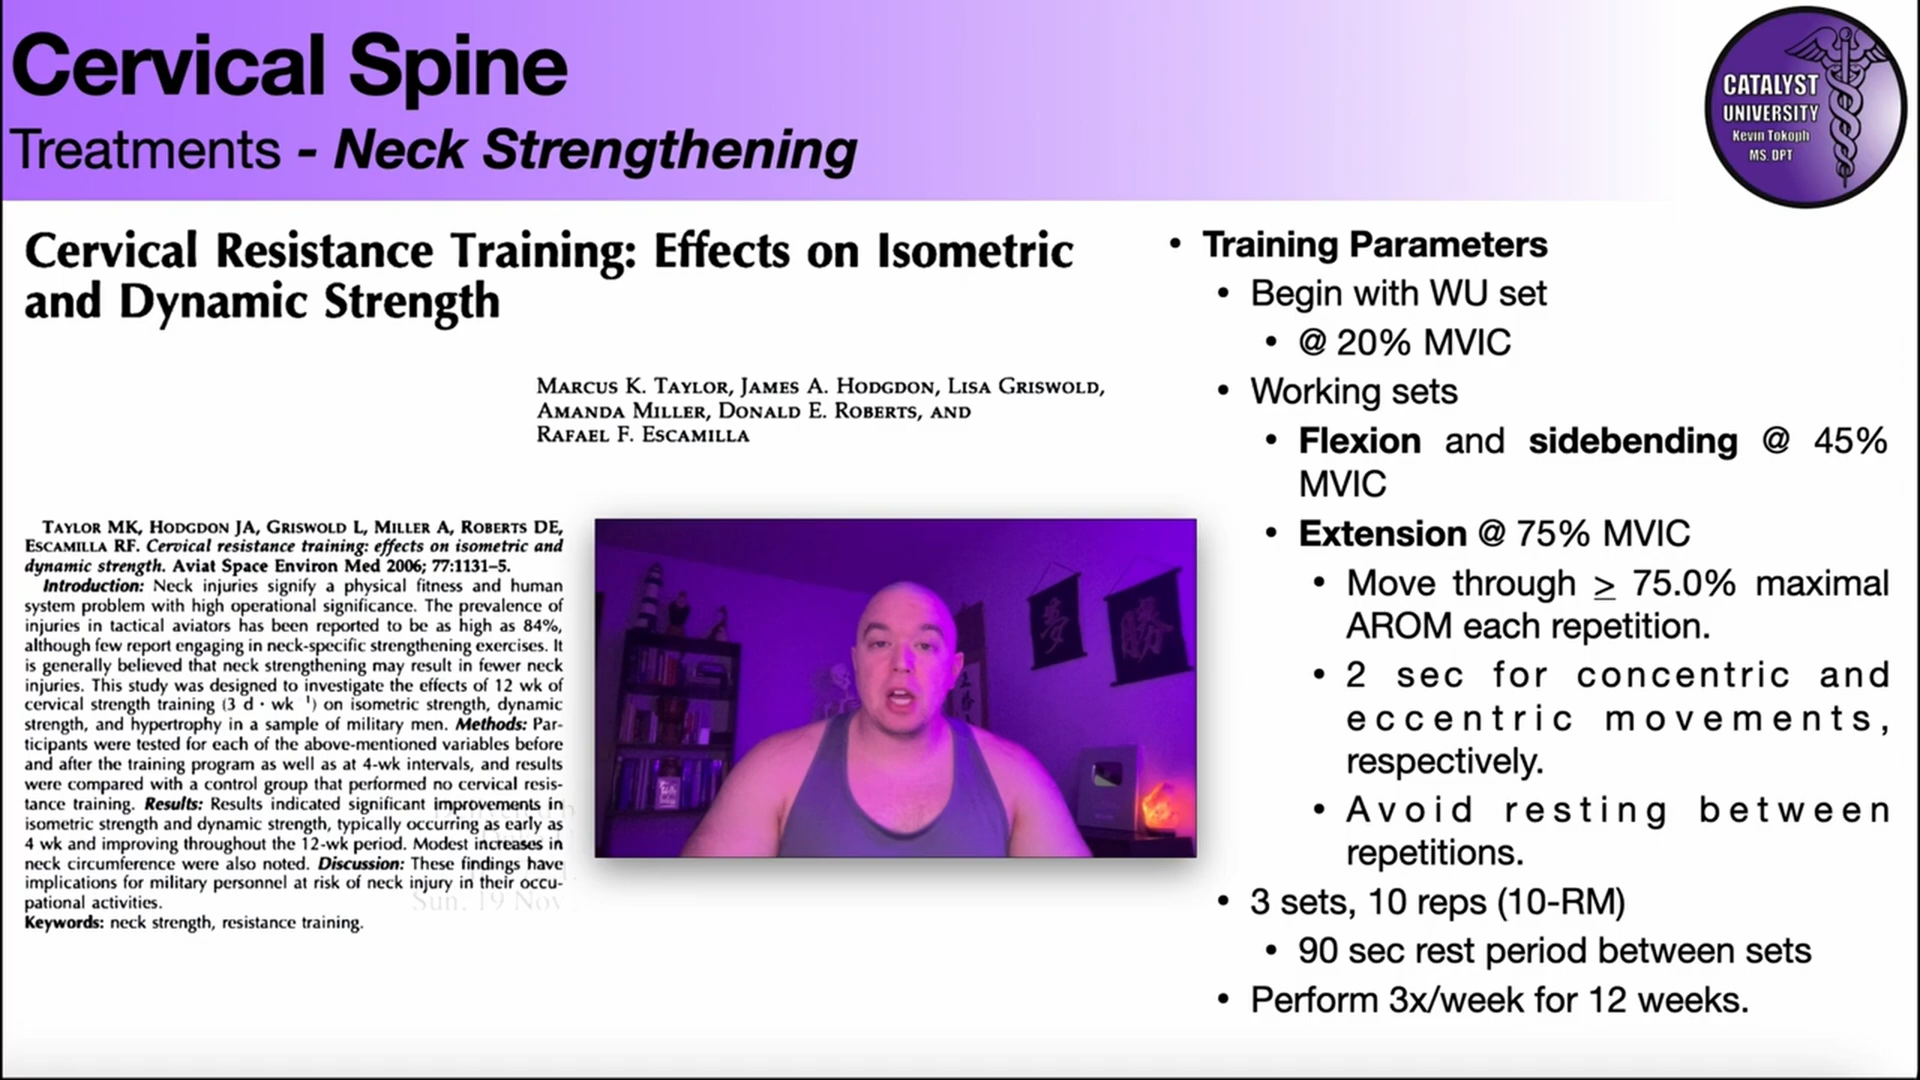 Cervical Spine
Treatments - Neck Strengthening
CATALYST
UNIVERSITY
Kevin Tokoph
MS. DPT
Cervical Resistance Training: Effects on Isometric
and Dynamic Strength
Marcus K. Taylor, James A. Hodgdon, Lisa Griswold,
Amanda Miller, Donald E. Roberts, and
Rafael F. Escamilla
Taylor MK, Hodgdon JA, Griswold L, Miller A, Roberts DE,
Escamilla RF. Cervical resistance training: effects on isometric and
dynamic strength. Aviat Space Environ Med 2006; 77:1131–5.
Introduction: Neck injuries signify a physical fitness and human
system problem with high operational significance. The prevalence of
injuries in tactical aviators has been reported to be as high as 84%,
although few report engaging in neck-specific strengthening exercises. It
is generally believed that neck strengthening may result in fewer neck
injuries. This study was designed to investigate the effects of 12 wk of
cervical strength training (3 d · wk ¹) on isometric strength, dynamic
strength, and hypertrophy in a sample of military men. Methods: Par-
ticipants were tested for each of the above-mentioned variables before
and after the training program as well as at 4-wk intervals, and results
were compared with a control group that performed no cervical resis-
tance training. Results: Results indicated significant improvements in
isometric strength and dynamic strength, typically occurring as early as
4 wk and improving throughout the 12-wk period. Modest increases in
neck circumference were also noted. Discussion: These findings have
implications for military personnel at risk of neck injury in their occu-
pational activities.
Keywords: neck strength, resistance training.
Sun, 19 Nov
夢
勝
• Training Parameters
• Begin with WU set
• @ 20% MVIC
• Working sets
• Flexion and sidebending @ 45%
MVIC
• Extension @ 75% MVIC
• Move through ≥ 75.0% maximal
AROM each repetition.
• 2 sec for concentric and
eccentric movements,
respectively.
• Avoid resting between
repetitions.
• 3 sets, 10 reps (10-RM)
• 90 sec rest period between sets
• Perform 3x/week for 12 weeks.